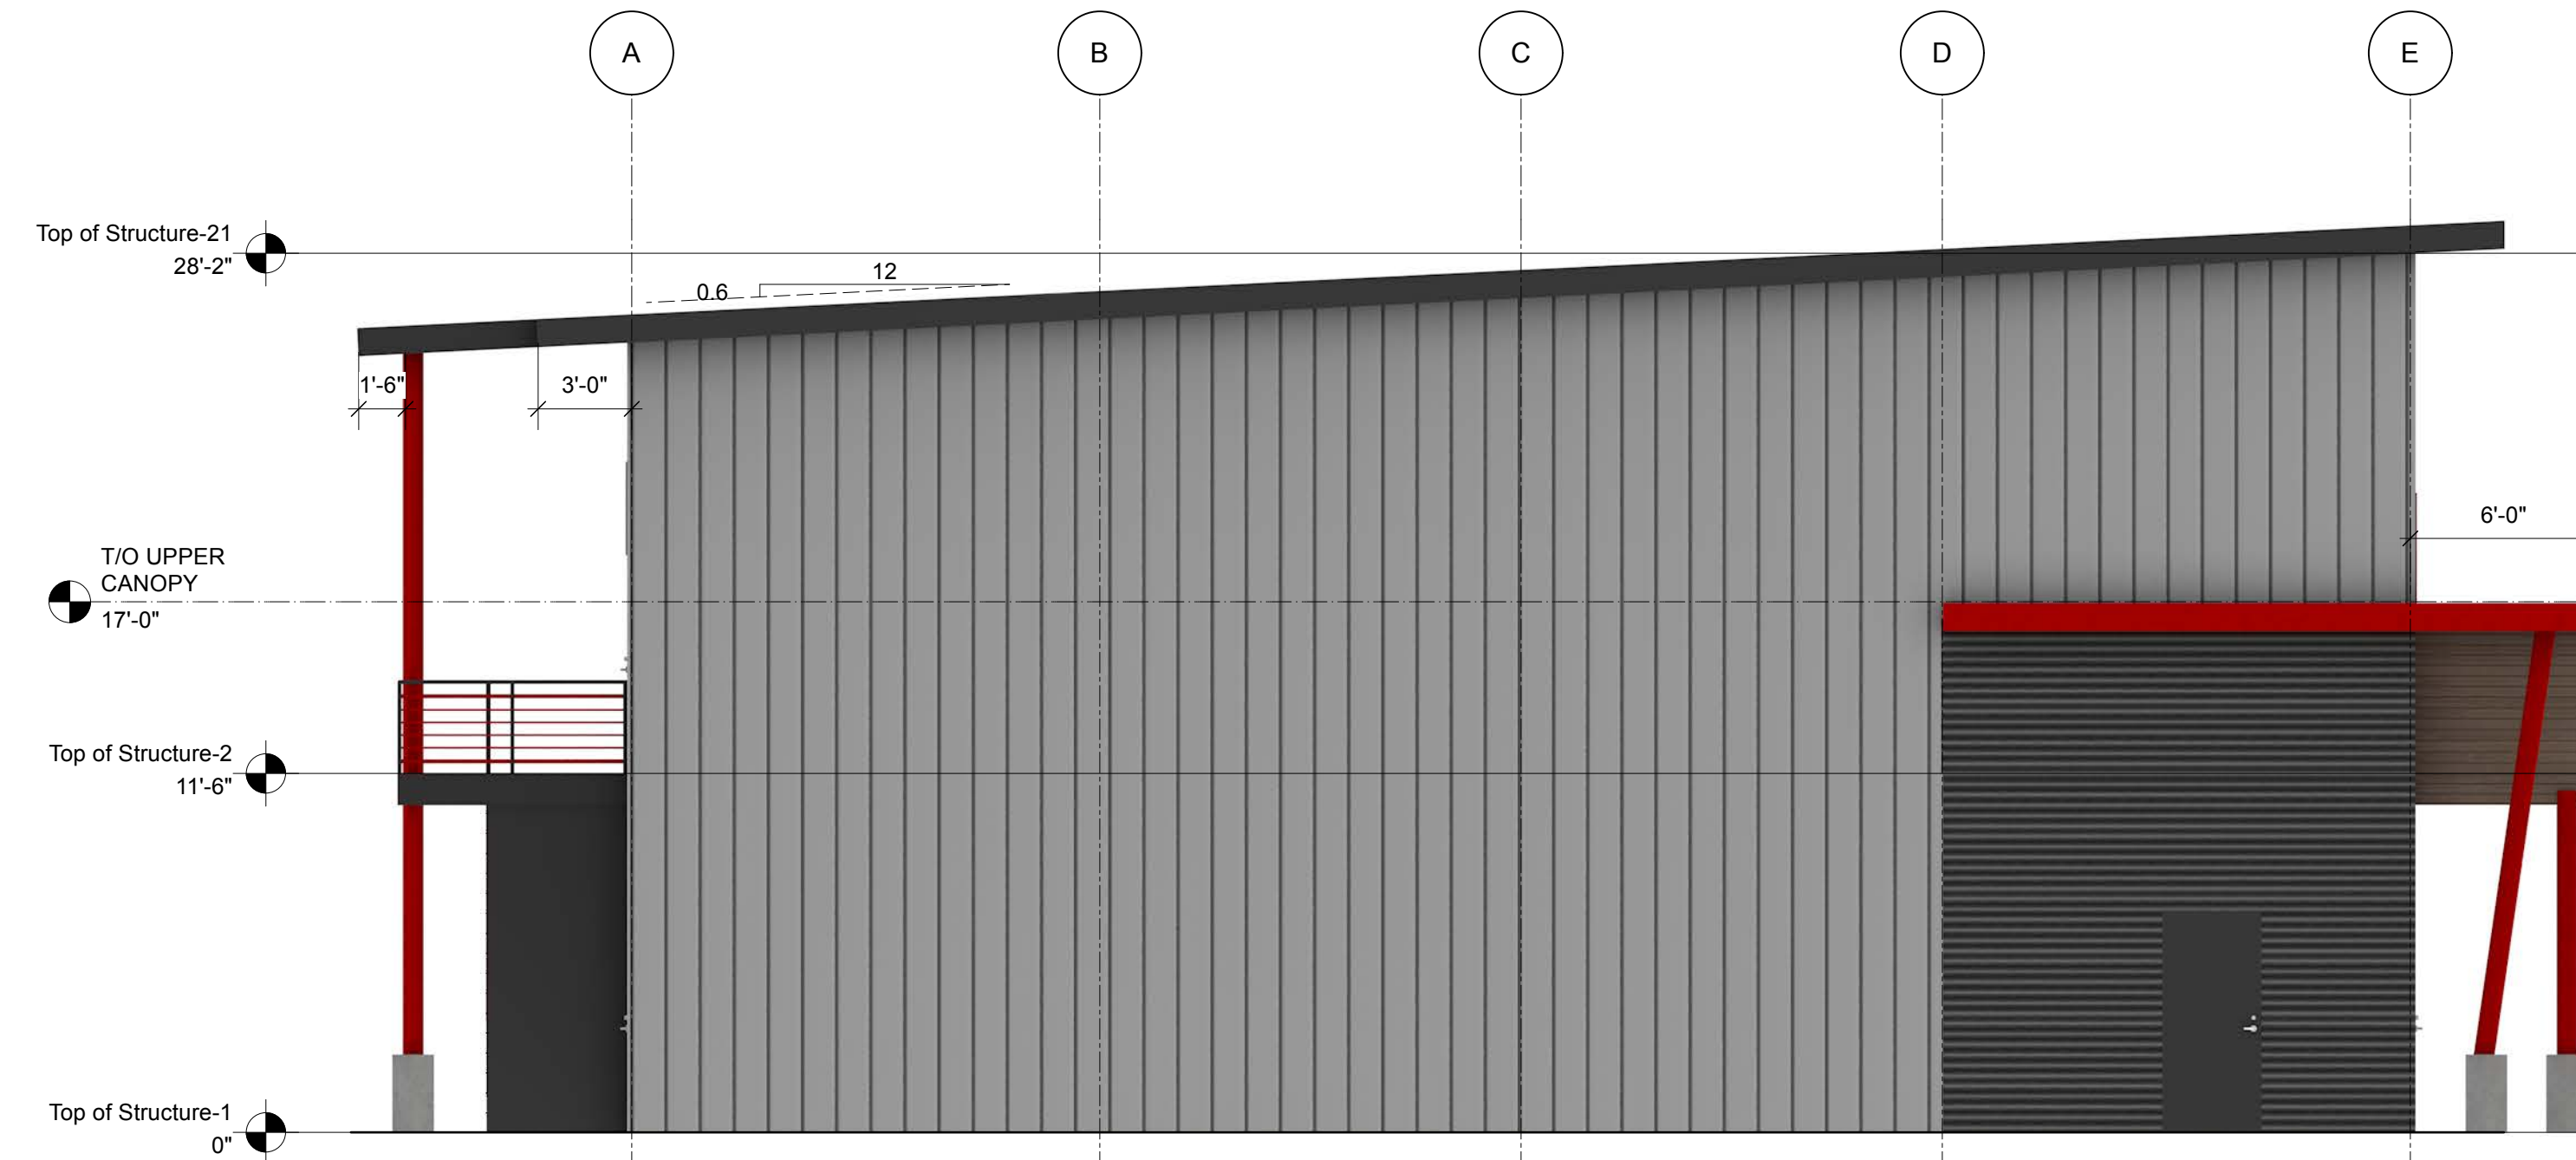 A
B
C
D
E
Top of Structure-21
28'-2"
12
0.6
1'-6"
3'-0"
6'-0"
T/O UPPER
CANOPY
17'-0"
Top of Structure-2
11'-6"
Top of Structure-1
0"